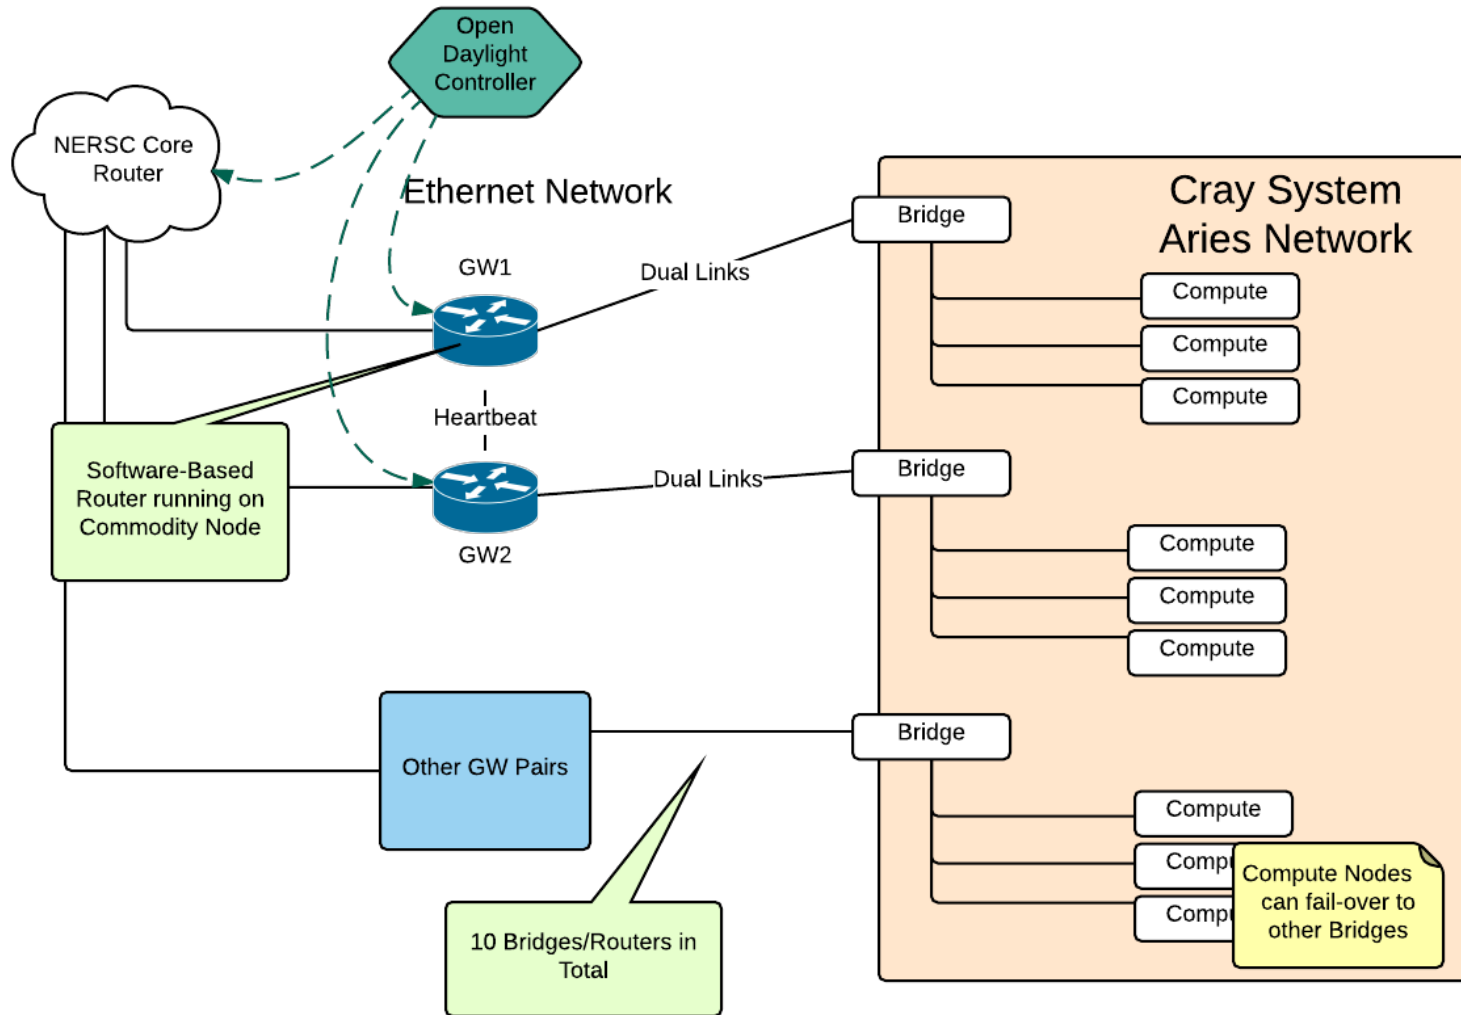 Open
Daylight
Controller
NERSC Core
Router
Ethernet Network
Cray System
Aries Network
Bridge
GW1
Dual Links
Compute
Compute
Compute
Heartbeat
Software-Based
Router running on
Commodity Node
Bridge
Dual Links
GW2
Compute
Compute
Compute
Bridge
Other GW Pairs
Compute
Compu
Compu
Compute Nodes
can fail-over to
other Bridges
10 Bridges/Routers in
Total